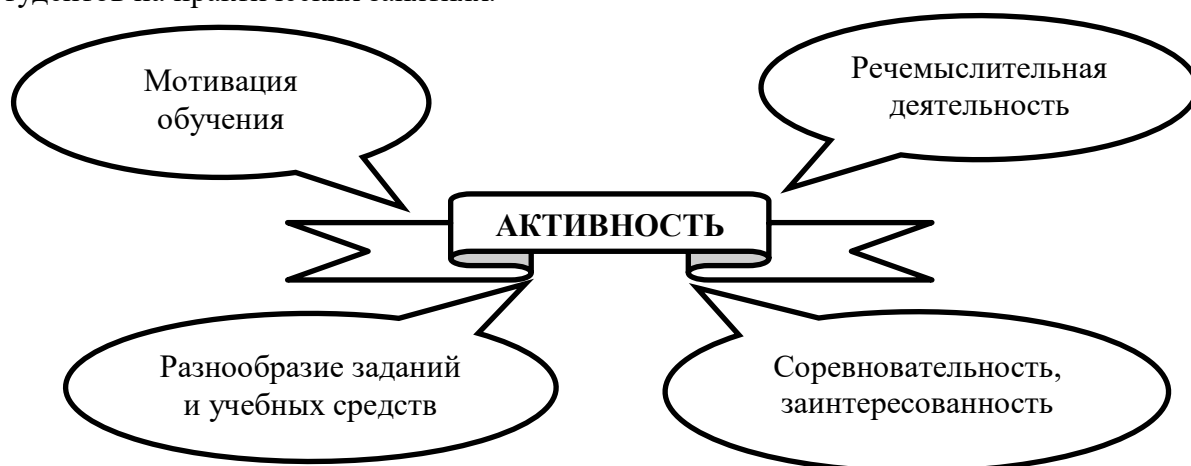 Мотивация
обучения
Речемыслительная
деятельность
АКТИВНОСТЬ
Разнообразие заданий
и учебных средств
Соревновательность,
заинтересованность